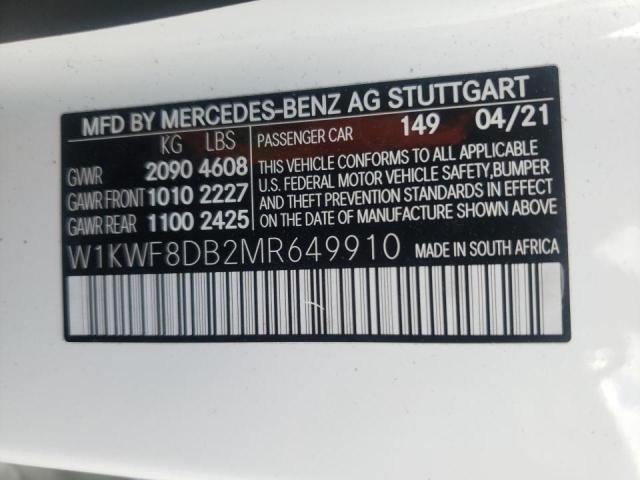 MFD BY MERCEDES-BENZ AG STUTTGART
KG LBS
PASSENGER CAR 149 04/21
GVWR 2090 4608
GAWR FRONT 1010 2227
GAWR REAR 1100 2425
THIS VEHICLE CONFORMS TO ALL APPLICABLE
U.S. FEDERAL MOTOR VEHICLE SAFETY,BUMPER
AND THEFT PREVENTION STANDARDS IN EFFECT
ON THE DATE OF MANUFACTURE SHOWN ABOVE.
W1KWF8DB2MR649910 MADE IN SOUTH AFRICA